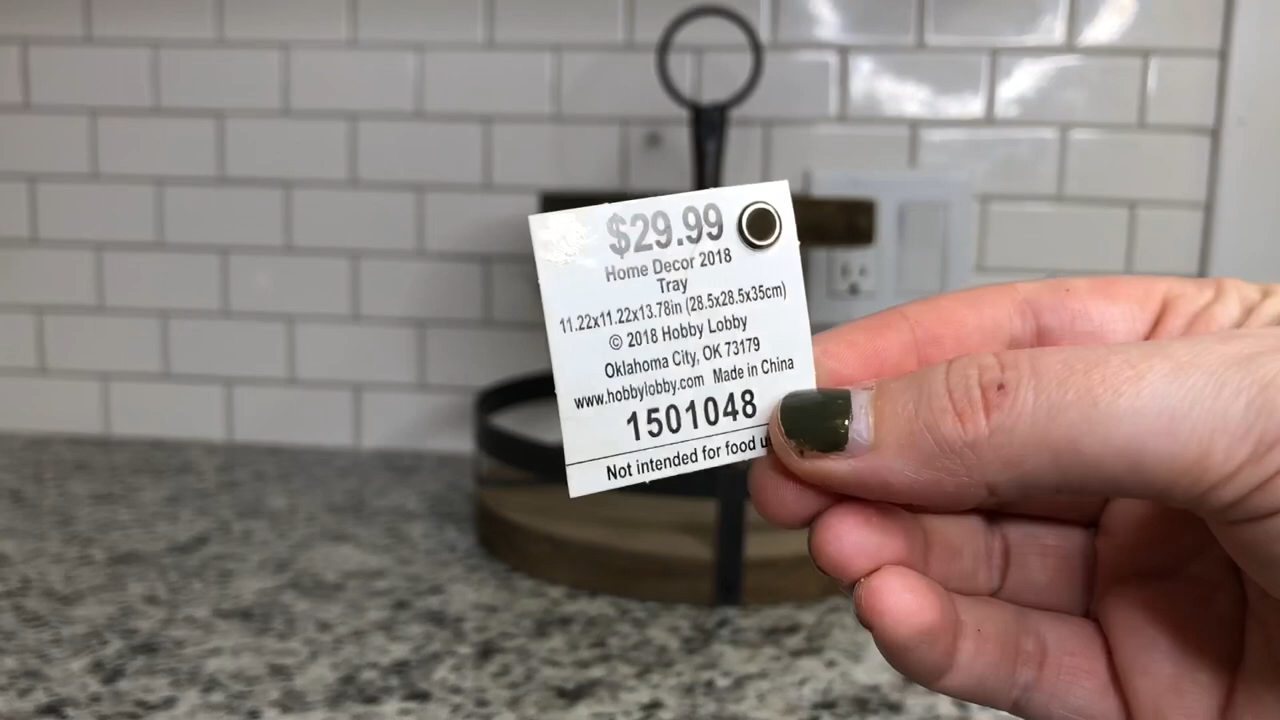 $29.99
Home Decor 2018
Tray
11.22x11.22x13.78in (28.5x28.5x35cm)
© 2018 Hobby Lobby
Oklahoma City, OK 73179
www.hobbylobby.com Made in China
1501048
Not intended for food